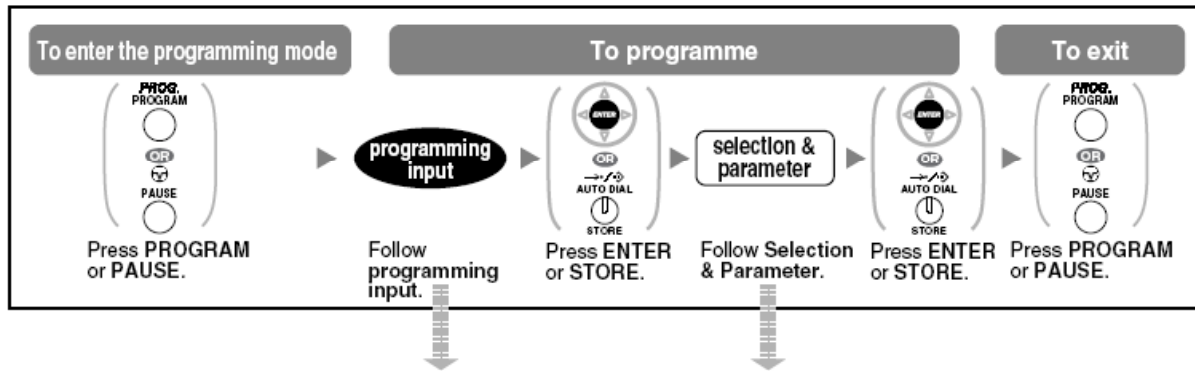 To enter the programming mode
To programme
To exit
PROG.
PROGRAM
OR
PAUSE
Press PROGRAM
or PAUSE.
programming
input
Follow
programming
input.
ENTER
OR
AUTO DIAL
STORE
Press ENTER
or STORE.
selection &
parameter
Follow Selection
& Parameter.
ENTER
OR
AUTO DIAL
STORE
Press ENTER
or STORE.
PROG.
PROGRAM
OR
PAUSE
Press PROGRAM
or PAUSE.